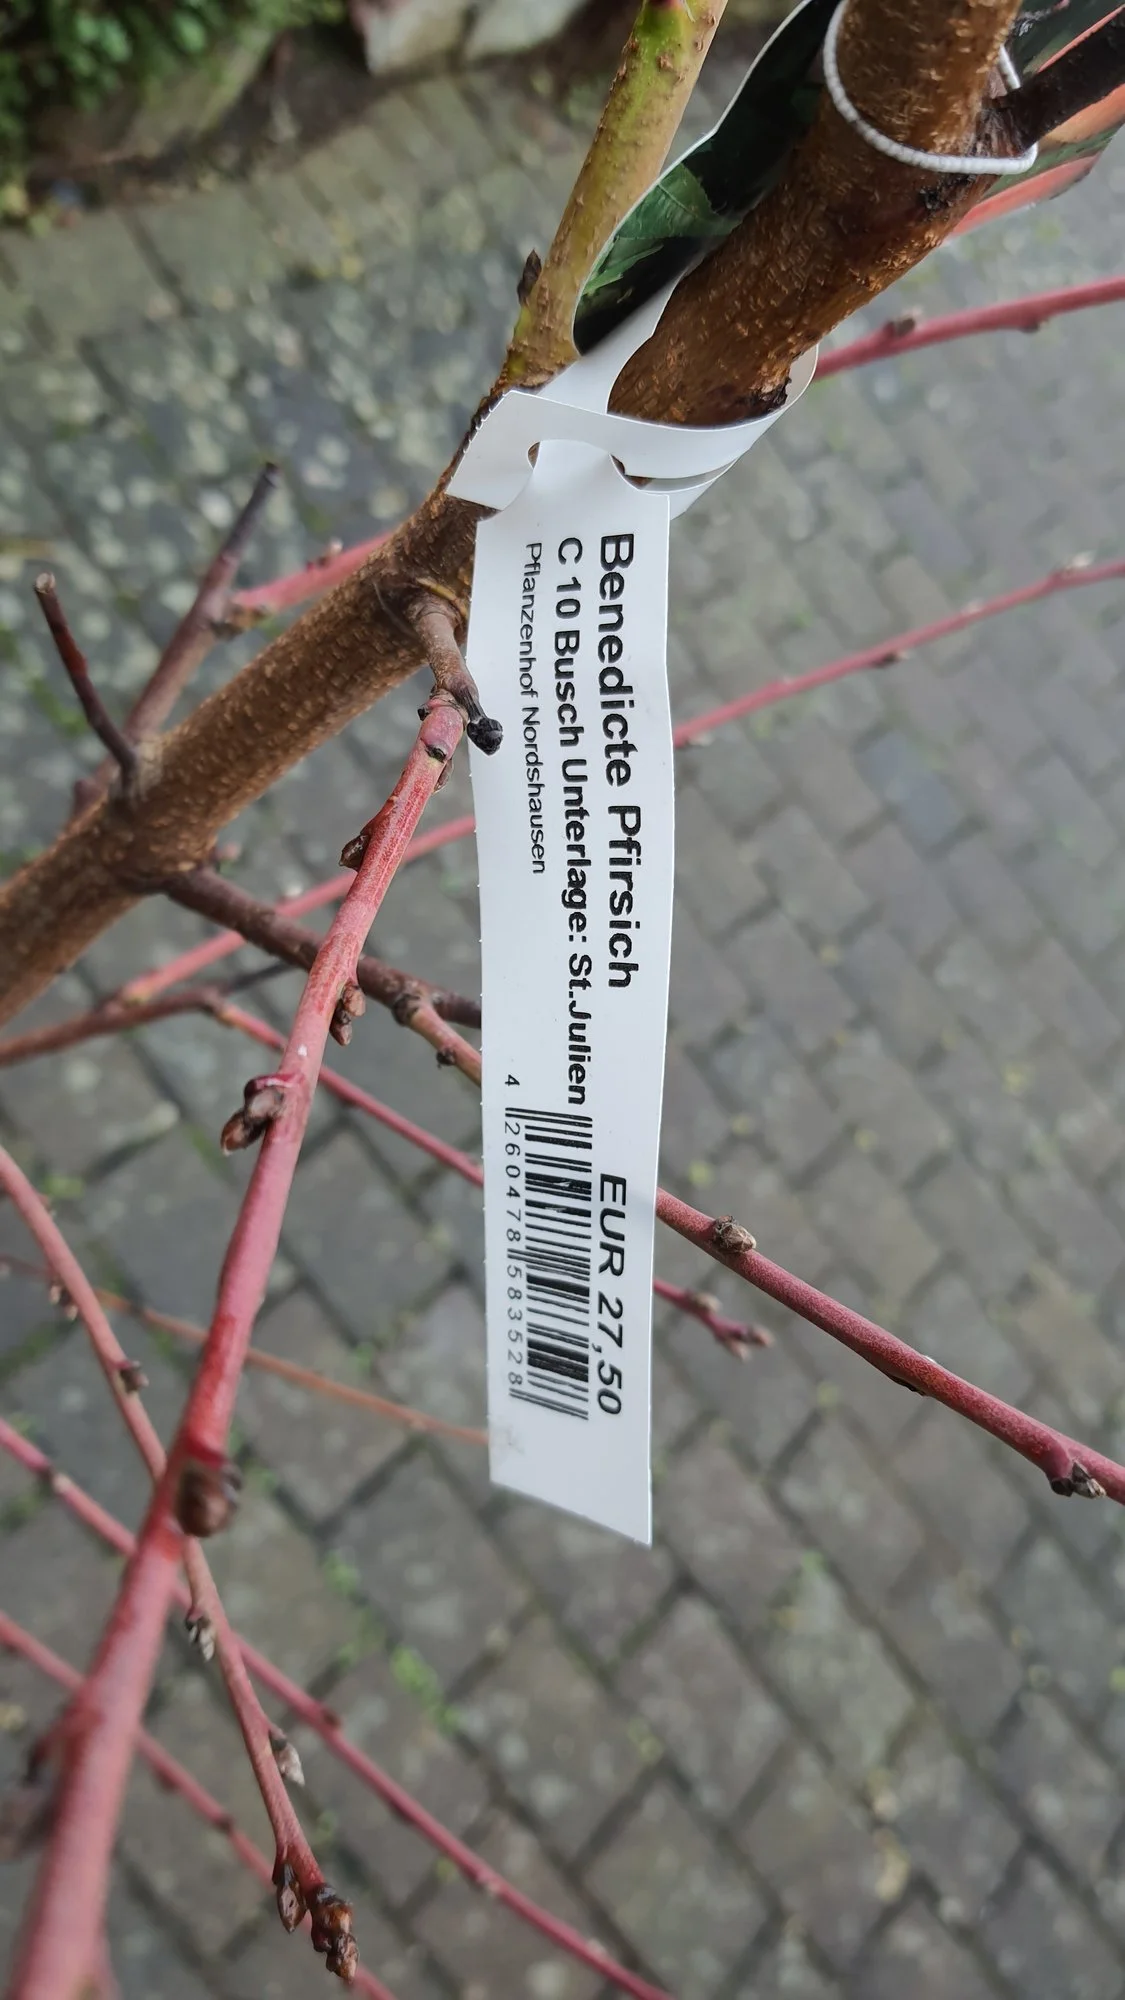 Benedicte Pfirsich
C 10 Busch Unterlage: St.Julien
Pflanzenhof Nordshausen
EUR 27,50
4 260478 583528